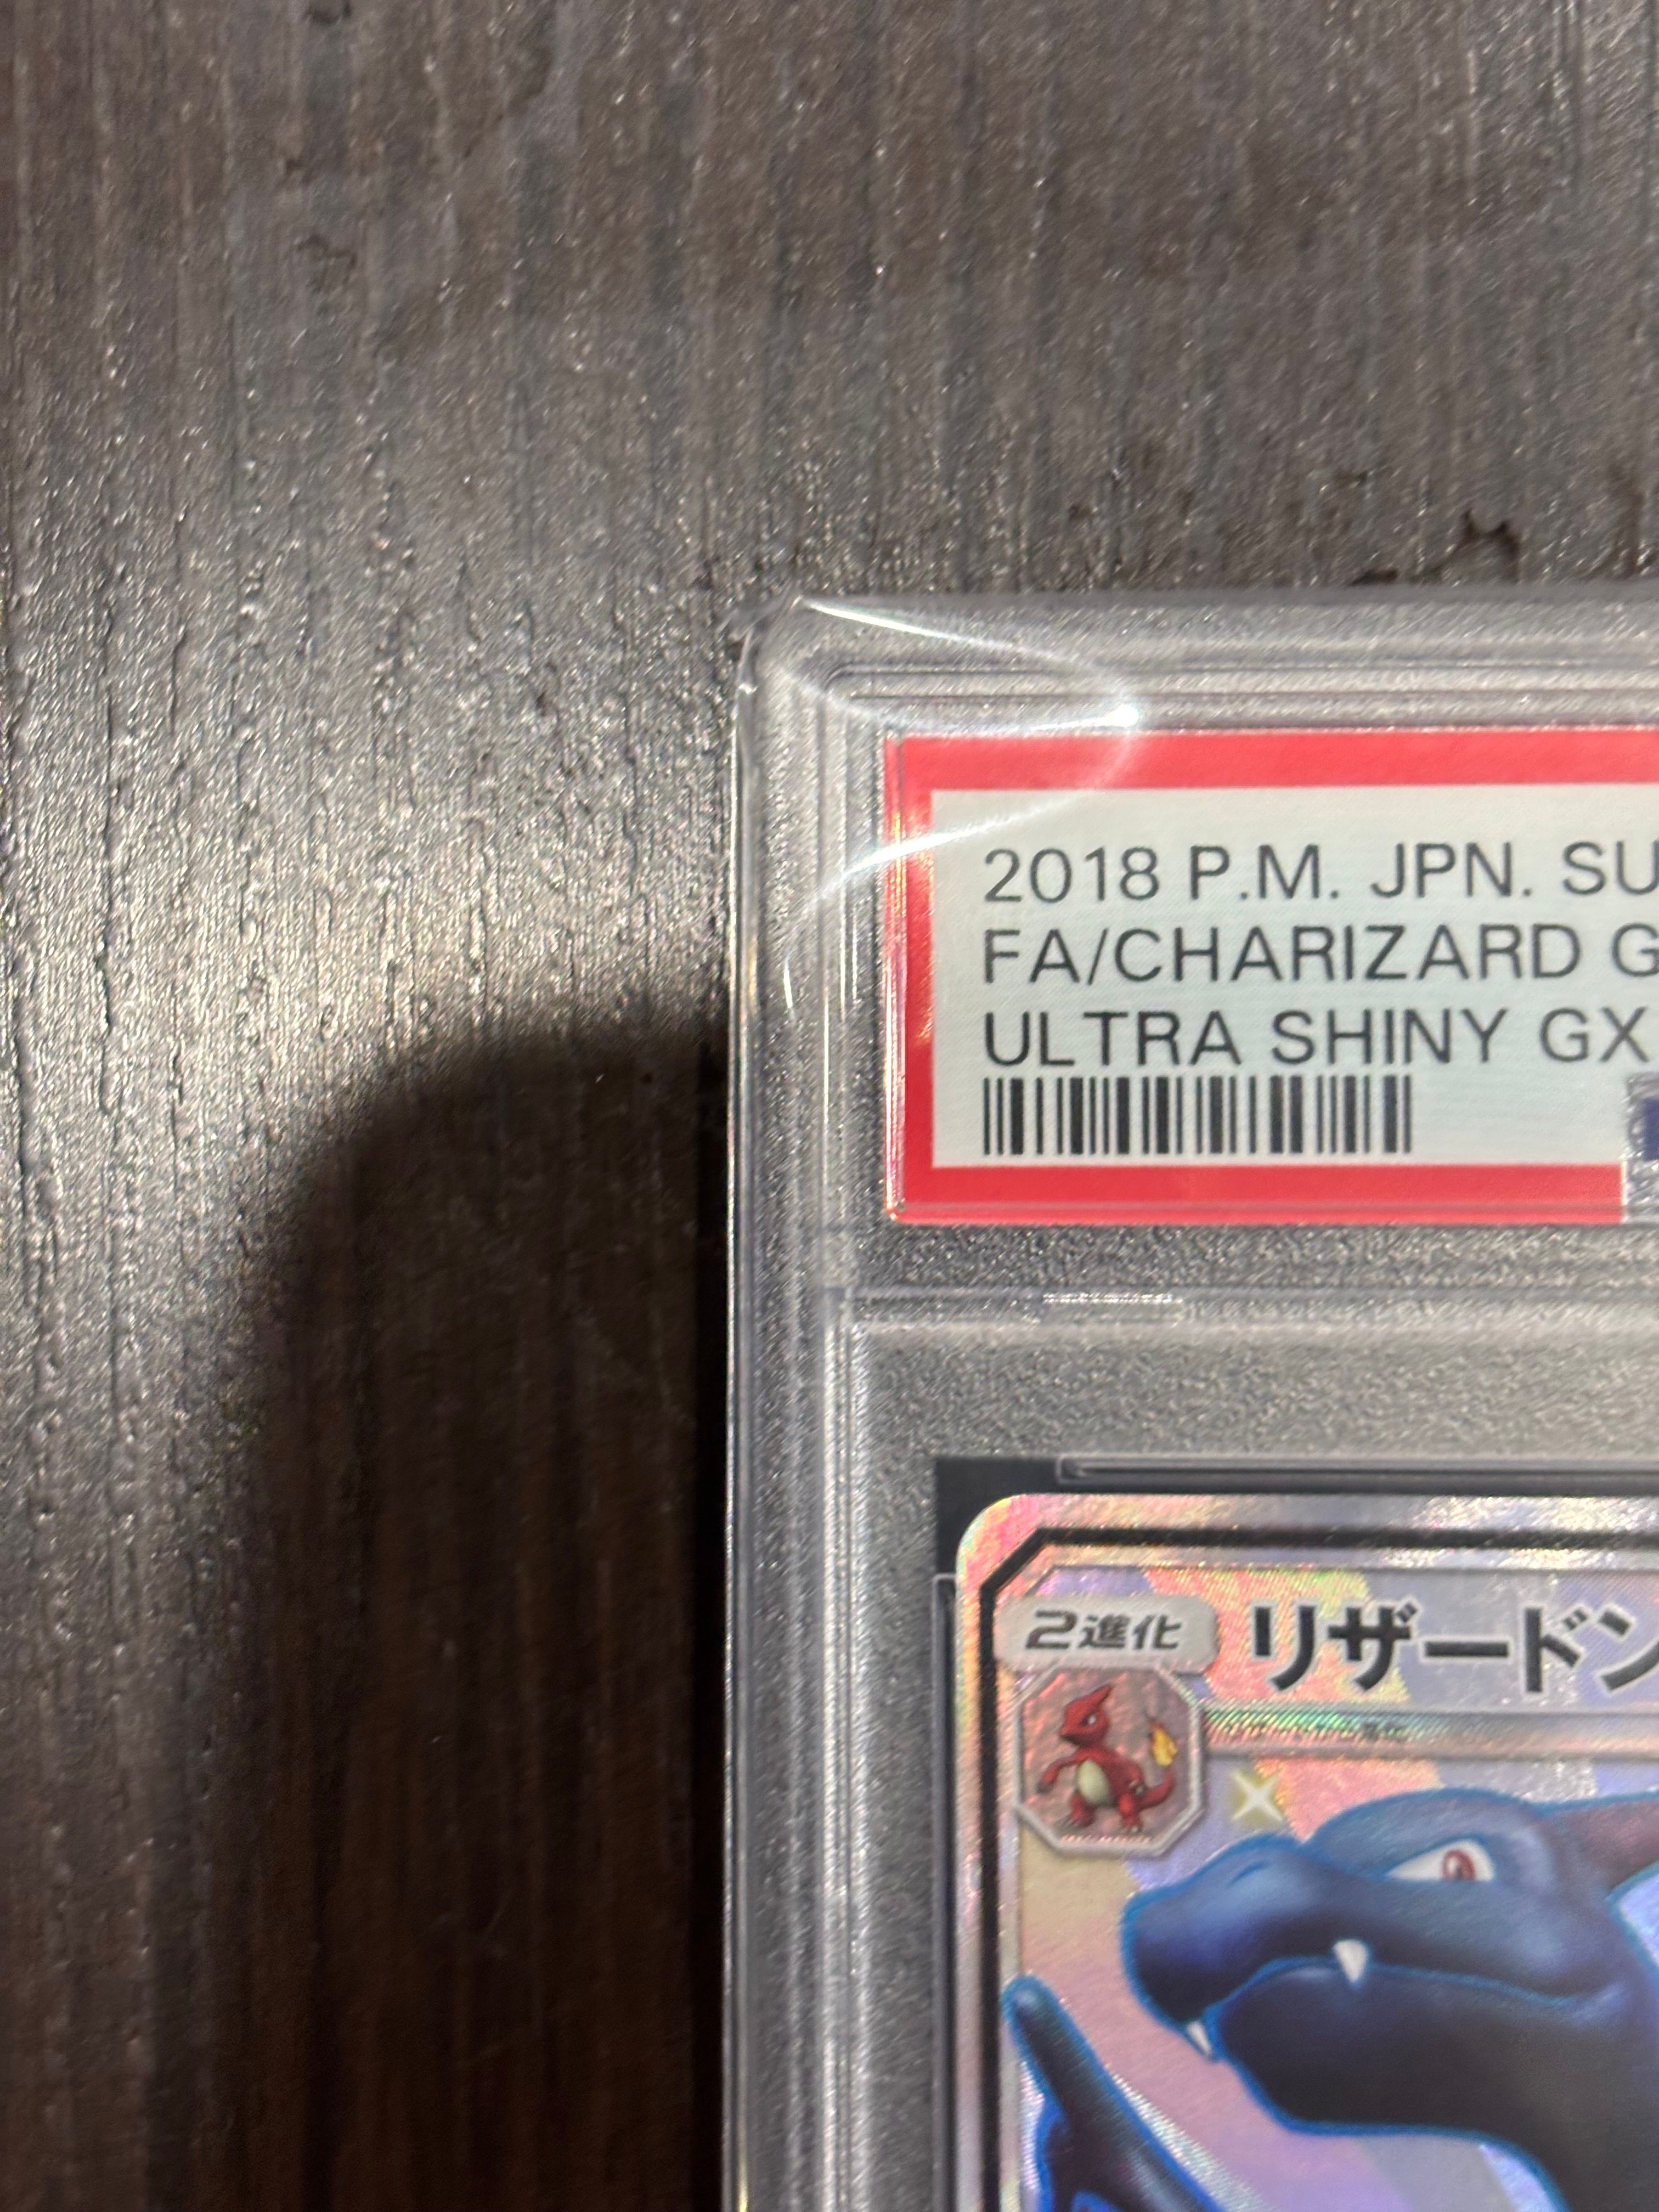 2018 P.M. JPN. SU
FA/CHARIZARD G
ULTRA SHINY GX
2進化
リザードン